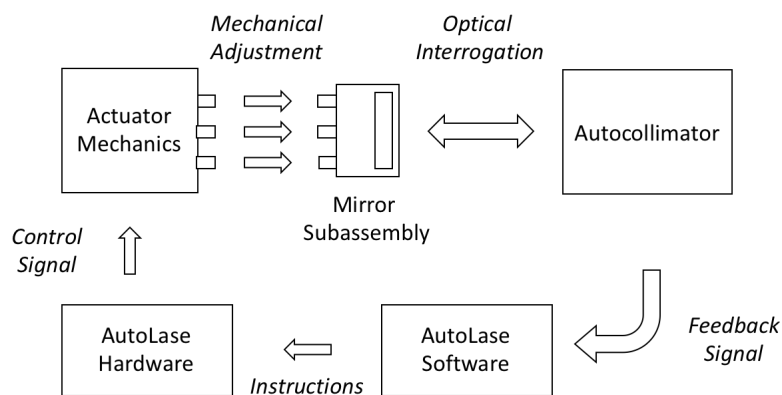 Mechanical
Adjustment
Optical
Interrogation
Actuator
Mechanics
Autocollimator
Mirror
Subassembly
Control
Signal
AutoLase
Hardware
Instructions
AutoLase
Software
Feedback
Signal